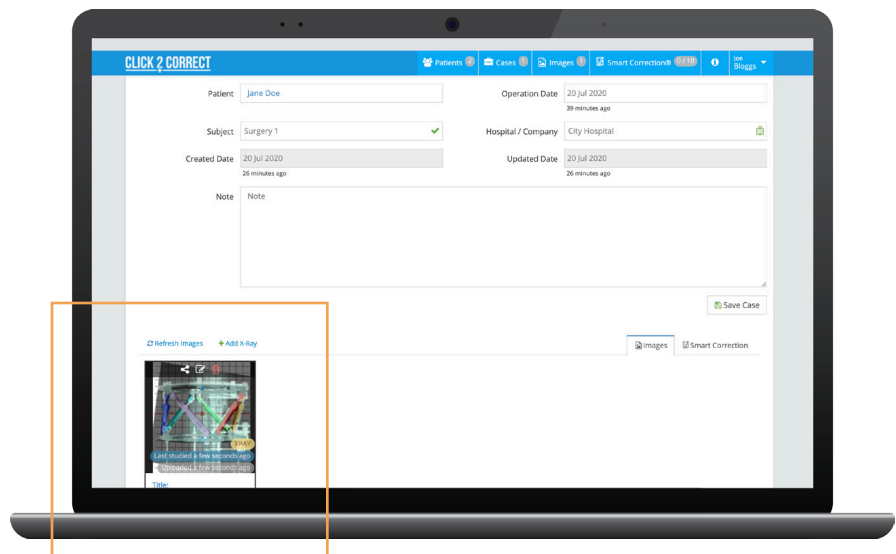 CLICK 2 CORRECT
Patients 2 Cases 1 Images 1 Smart Correction® 0 / 10 Joe Bloggs
Patient Jane Doe Operation Date 20 Jul 2020
39 minutes ago
Subject Surgery 1 Hospital / Company City Hospital
Created Date 20 Jul 2020 Updated Date 20 Jul 2020
26 minutes ago 26 minutes ago
Note Note
Save Case
Refresh Images + Add X-Ray Images Smart Correction
XRAY
Last studied a few seconds ago
Uploaded a few seconds ago
Title: